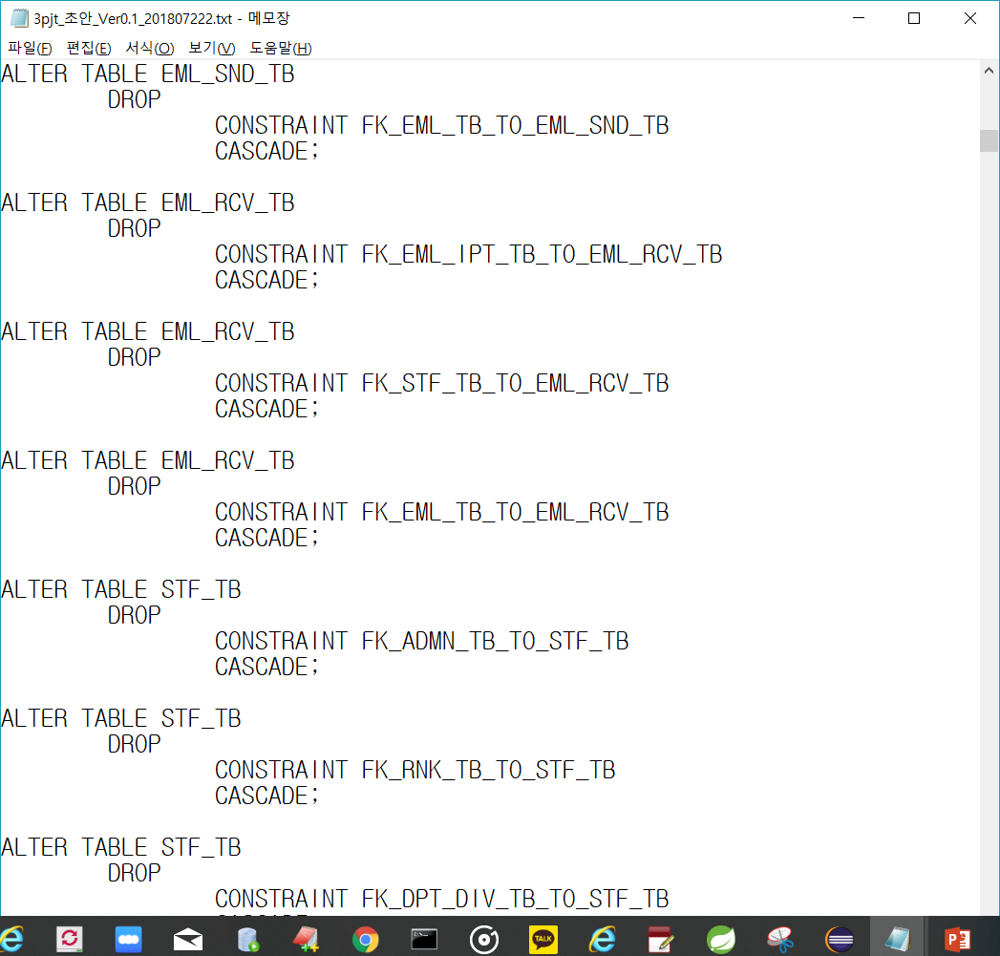 3pjt_초안_Ver0.1_201807222.txt - 메모장
파일(F) 편집(E) 서식(O) 보기(V) 도움말(H)
ALTER TABLE EML_SND_TB
DROP
CONSTRAINT FK_EML_TB_TO_EML_SND_TB
CASCADE;
ALTER TABLE EML_RCV_TB
DROP
CONSTRAINT FK_EML_IPT_TB_TO_EML_RCV_TB
CASCADE;
ALTER TABLE EML_RCV_TB
DROP
CONSTRAINT FK_STF_TB_TO_EML_RCV_TB
CASCADE;
ALTER TABLE EML_RCV_TB
DROP
CONSTRAINT FK_EML_TB_TO_EML_RCV_TB
CASCADE;
ALTER TABLE STF_TB
DROP
CONSTRAINT FK_ADMN_TB_TO_STF_TB
CASCADE;
ALTER TABLE STF_TB
DROP
CONSTRAINT FK_RNK_TB_TO_STF_TB
CASCADE;
ALTER TABLE STF_TB
DROP
CONSTRAINT FK_DPT_DIV_TB_TO_STF_TB
TALK